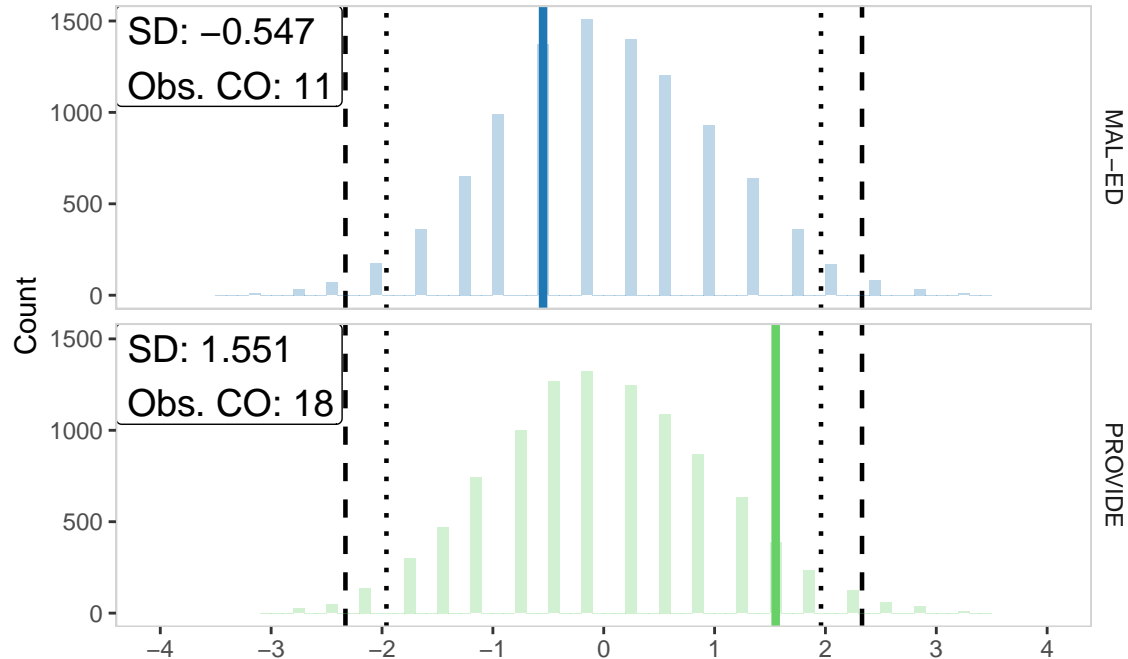 SD: −0.547
Obs. CO: 11
1500
1000
500
0
MAL−ED
Count
SD: 1.551
Obs. CO: 18
1500
1000
500
0
PROVIDE
−4 −3 −2 −1 0 1 2 3 4